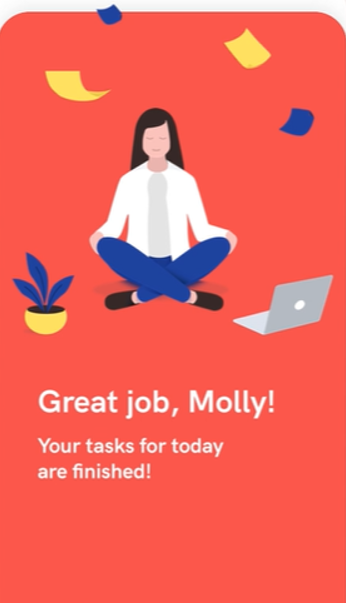 Great job, Molly!
Your tasks for today
are finished!